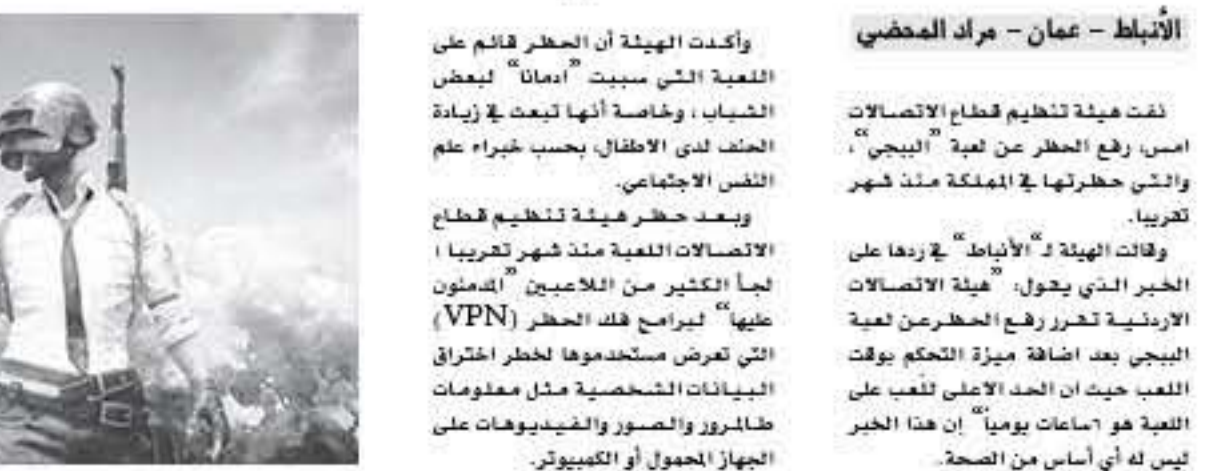 الأنباط – عمان – مراد المحضي
نفت هيئة تنظيم قطاع الاتصالات
امس، رفع الحظر عن لعبة "الببجي"،
والتي حظرتها في المملكة منذ شهر
تقريبا.
وقالت الهيئة لـ"الأنباط" في ردها على
الخبر الذي يقول: "هيئة الاتصالات
الاردنية تقرر رفع الحظر عن لعبة
الببجي بعد اضافة ميزة التحكم بوقت
اللعب حيث ان الحد الاعلى للعب على
اللعبة هو ٦ساعات يومياً" إن هذا الخبر
ليس له أي أساس من الصحة.
وأكدت الهيئة أن الحظر قائم على
اللعبة التي سببت "ادمانا" لبعض
الشباب، وخاصة أنها تبعت في زيادة
العنف لدى الاطفال، بحسب خبراء علم
النفس الاجتماعي.
وبعد حظر هيئة تنظيم قطاع
الاتصالات اللعبة منذ شهر تقريبا،
لجأ الكثير من اللاعبين "المدمنون
عليها" لبرامج فك الحظر (VPN)
التي تعرض مستخدموها لخطر اختراق
البيانات الشخصية مثل معلومات
طالمرور والصور والفيديوهات على
الجهاز المحمول أو الكمبيوتر.